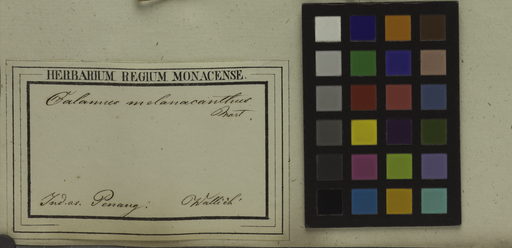 HERBARIUM REGIUM MONACENSE.
Calamus melanacanthus
Mart.
Ind. or. Penang. Wallich